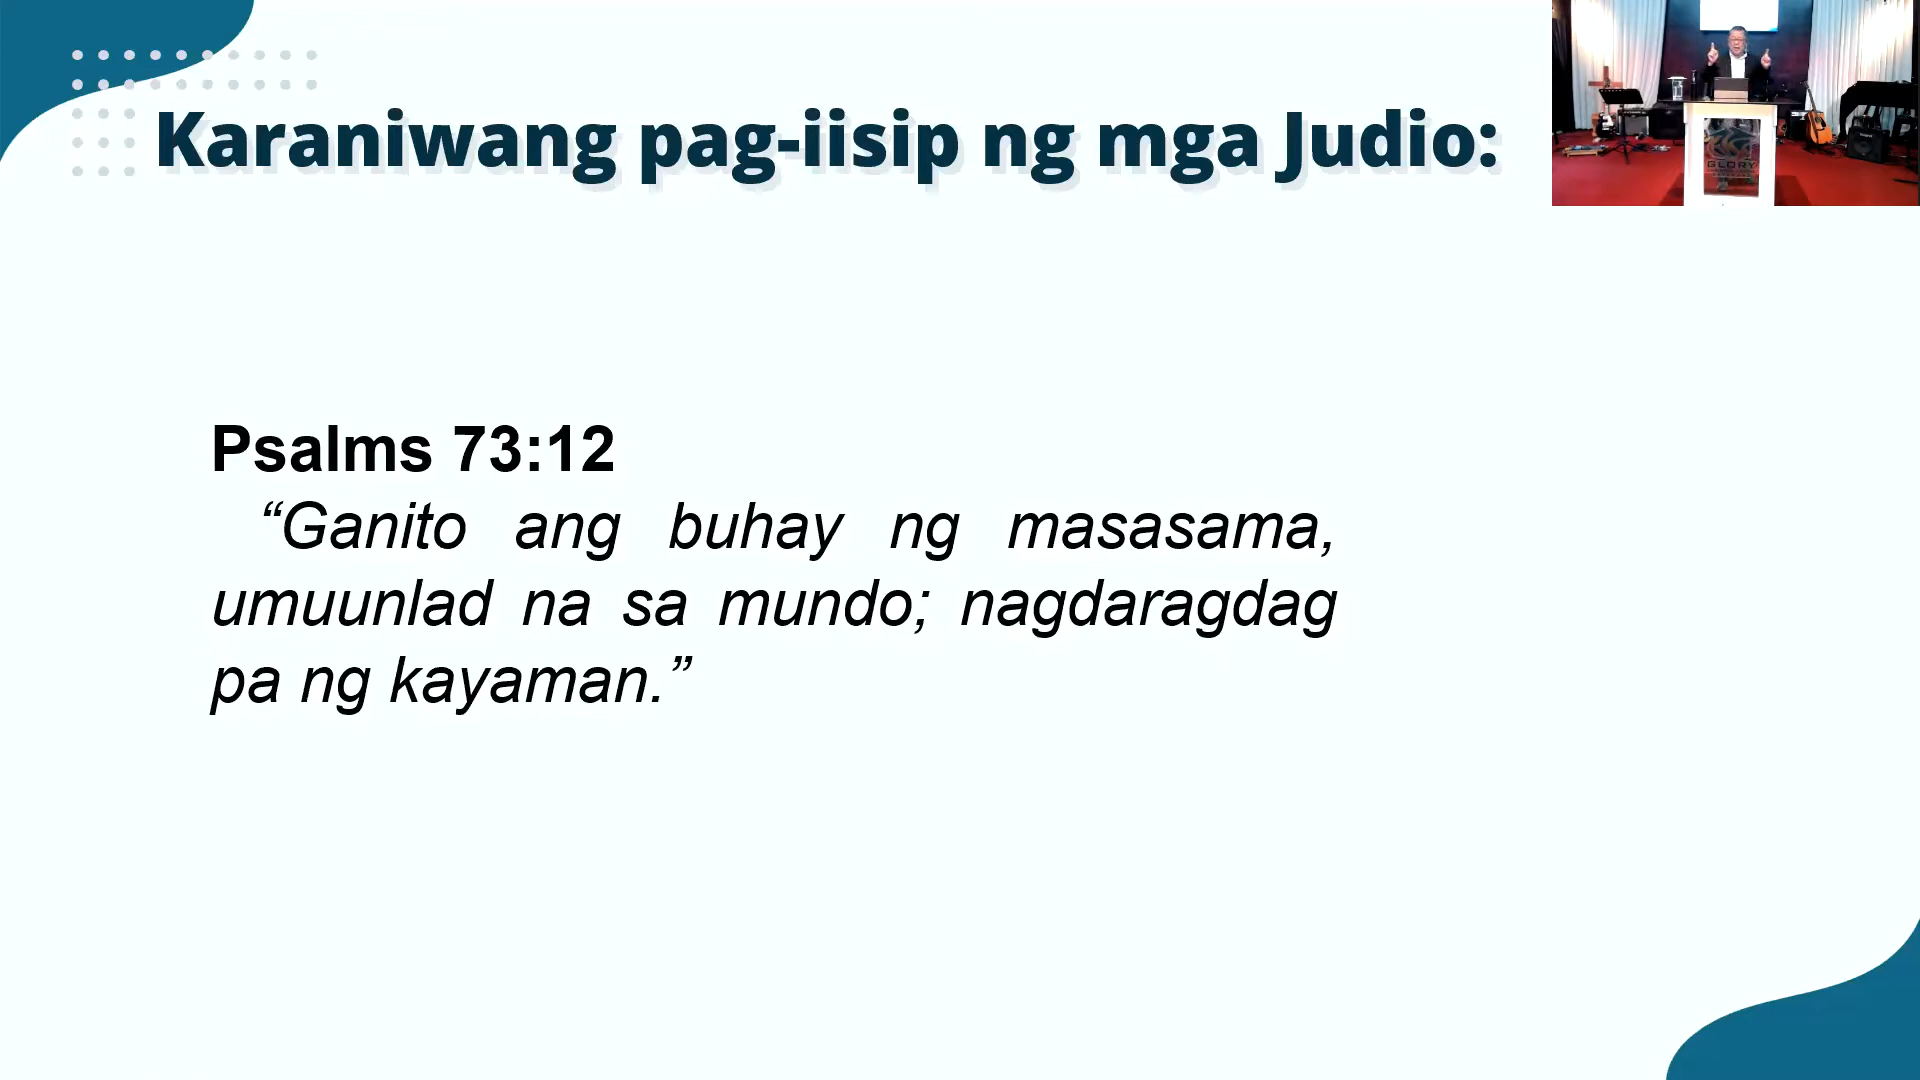 Karaniwang pag-iisip ng mga Judio:
Psalms 73:12
“Ganito ang buhay ng masasama,
umuunlad na sa mundo; nagdaragdag
pa ng kayaman.”
GLORY